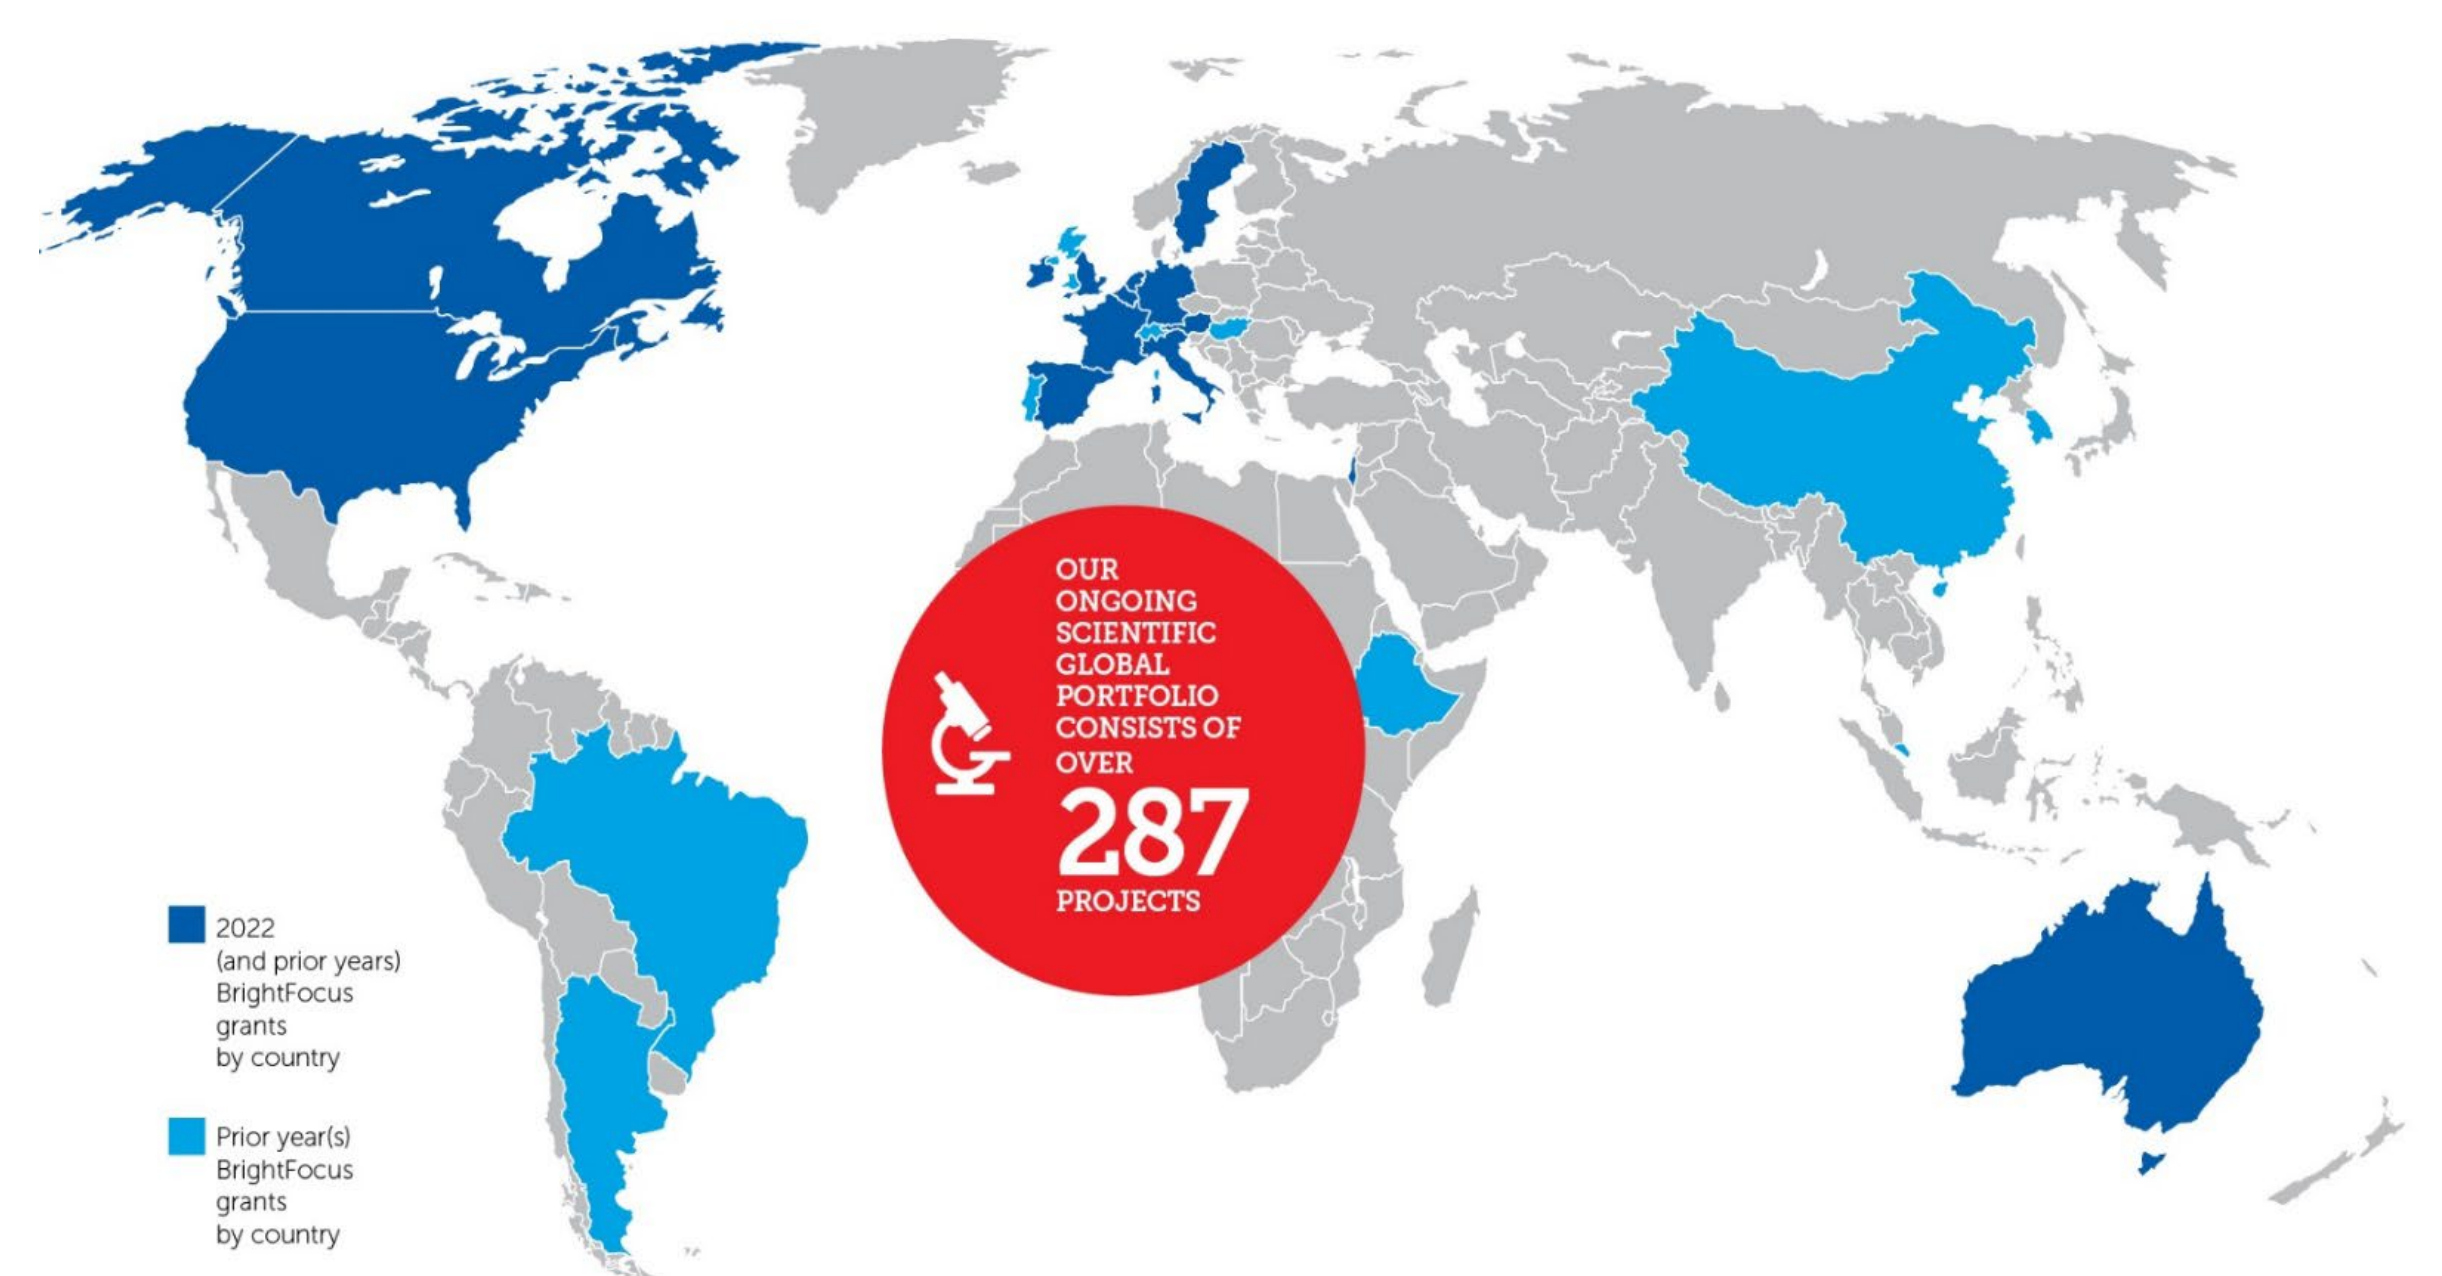 OUR
ONGOING
SCIENTIFIC
GLOBAL
PORTFOLIO
CONSISTS OF
OVER
287
PROJECTS
2022
(and prior years)
BrightFocus
grants
by country
Prior year(s)
BrightFocus
grants
by country